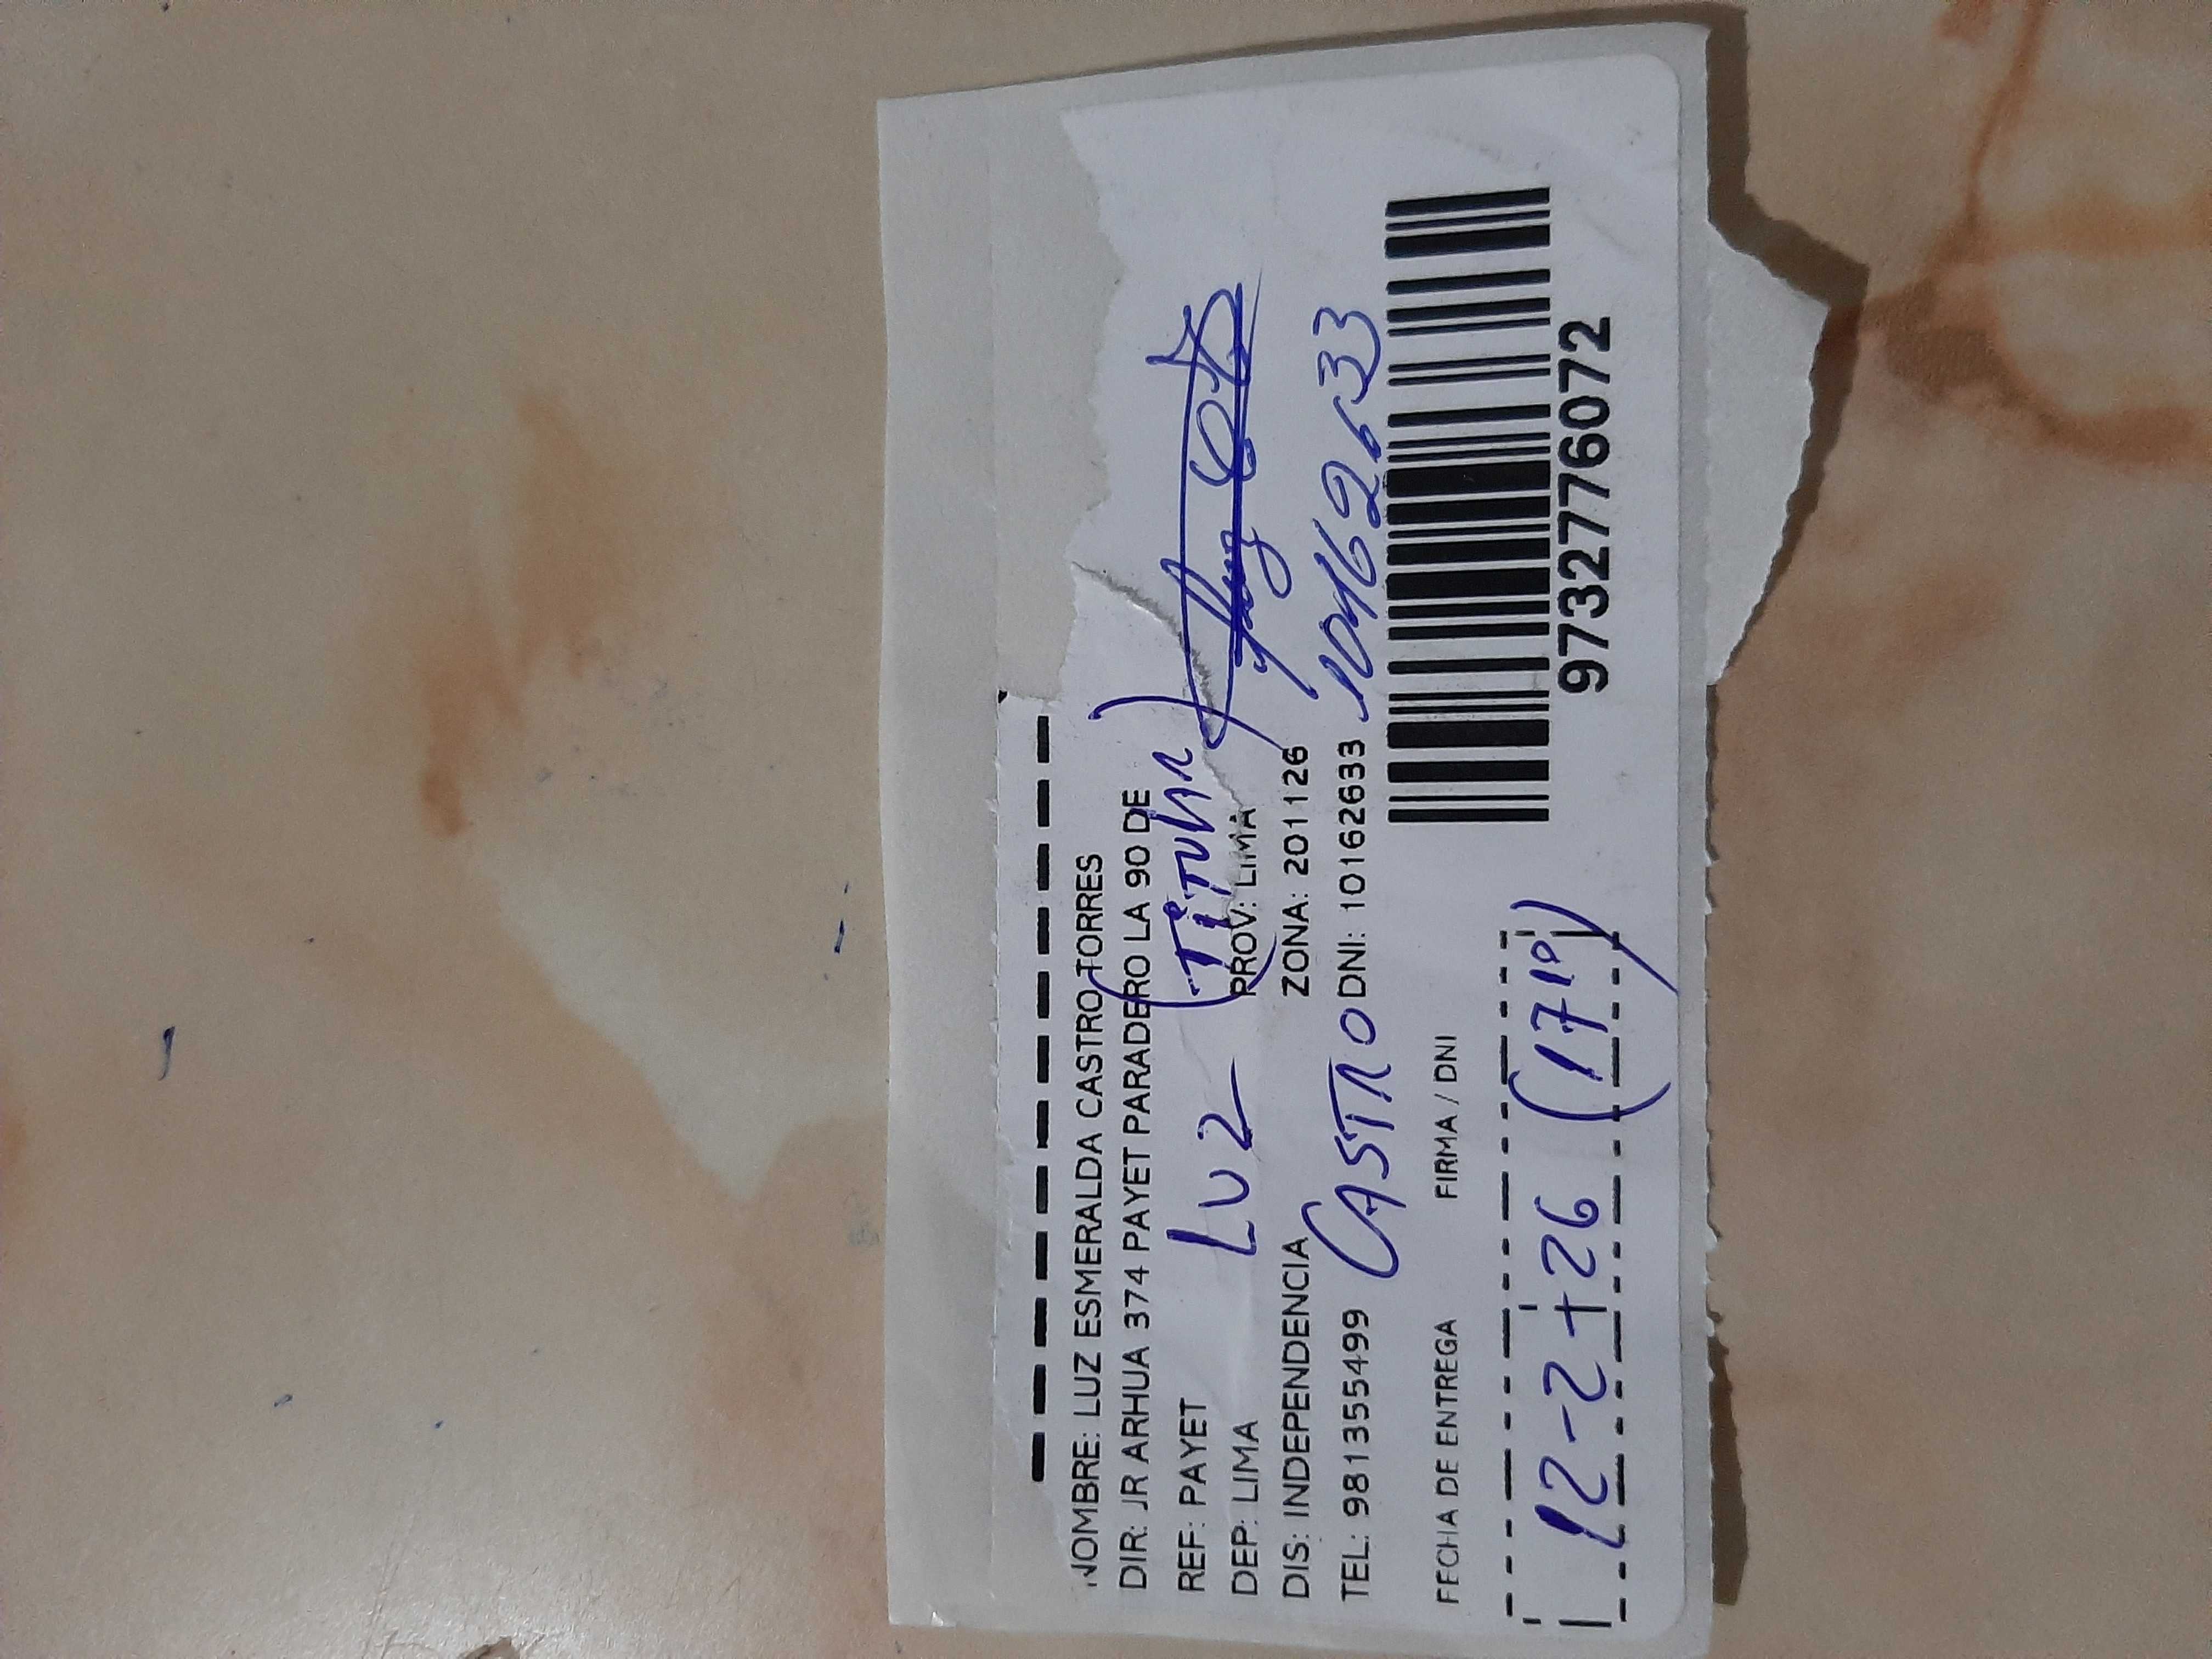 NOMBRE: LUZ ESMERALDA CASTRO TORRES
DIR: JR ARHUA 374 PAYET PARADERO LA 90 DE
REF: PAYET
Luz (TiTULAR)
DEP: LIMA PROV: LIMA
DIS: INDEPENDENCIA ZONA: 201126
CASTRO
TEL: 981355499 DNI: 10162633
10162633
FECHA DE ENTREGA FIRMA / DNI
12-2-26 (17:10)
9732776072